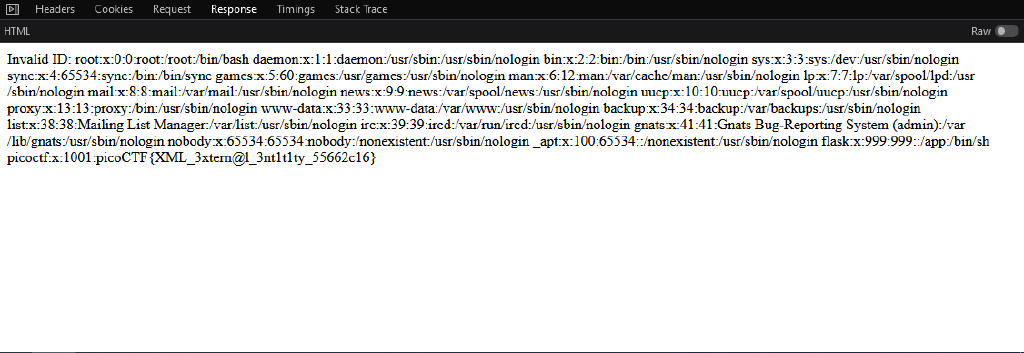 Headers Cookies Request Response Timings Stack Trace
HTML Raw
Invalid ID: root:x:0:0:root:/root:/bin/bash daemon:x:1:1:daemon:/usr/sbin:/usr/sbin/nologin bin:x:2:2:bin:/bin:/usr/sbin/nologin sys:x:3:3:sys:/dev:/usr/sbin/nologin
sync:x:4:65534:sync:/bin:/bin/sync games:x:5:60:games:/usr/games:/usr/sbin/nologin man:x:6:12:man:/var/cache/man:/usr/sbin/nologin lp:x:7:7:lp:/var/spool/lpd:/usr
/sbin/nologin mail:x:8:8:mail:/var/mail:/usr/sbin/nologin news:x:9:9:news:/var/spool/news:/usr/sbin/nologin uucp:x:10:10:uucp:/var/spool/uucp:/usr/sbin/nologin
proxy:x:13:13:proxy:/bin:/usr/sbin/nologin www-data:x:33:33:www-data:/var/www:/usr/sbin/nologin backup:x:34:34:backup:/var/backups:/usr/sbin/nologin
list:x:38:38:Mailing List Manager:/var/list:/usr/sbin/nologin irc:x:39:39:ircd:/var/run/ircd:/usr/sbin/nologin gnats:x:41:41:Gnats Bug-Reporting System (admin):/var
/lib/gnats:/usr/sbin/nologin nobody:x:65534:65534:nobody:/nonexistent:/usr/sbin/nologin _apt:x:100:65534::/nonexistent:/usr/sbin/nologin flask:x:999:999::/app:/bin/sh
picoctf:x:1001:picoCTF{XML_3xtern@l_3nt1t1ty_55662c16}